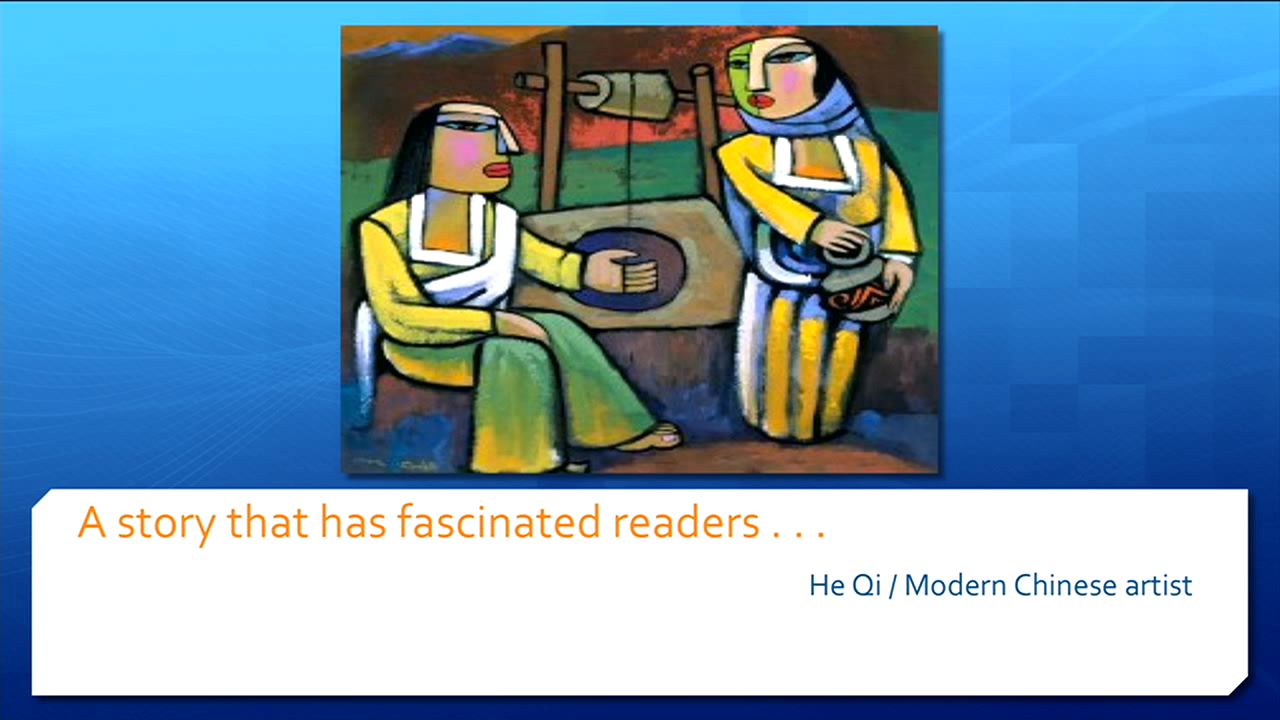 A story that has fascinated readers . . .
He Qi / Modern Chinese artist